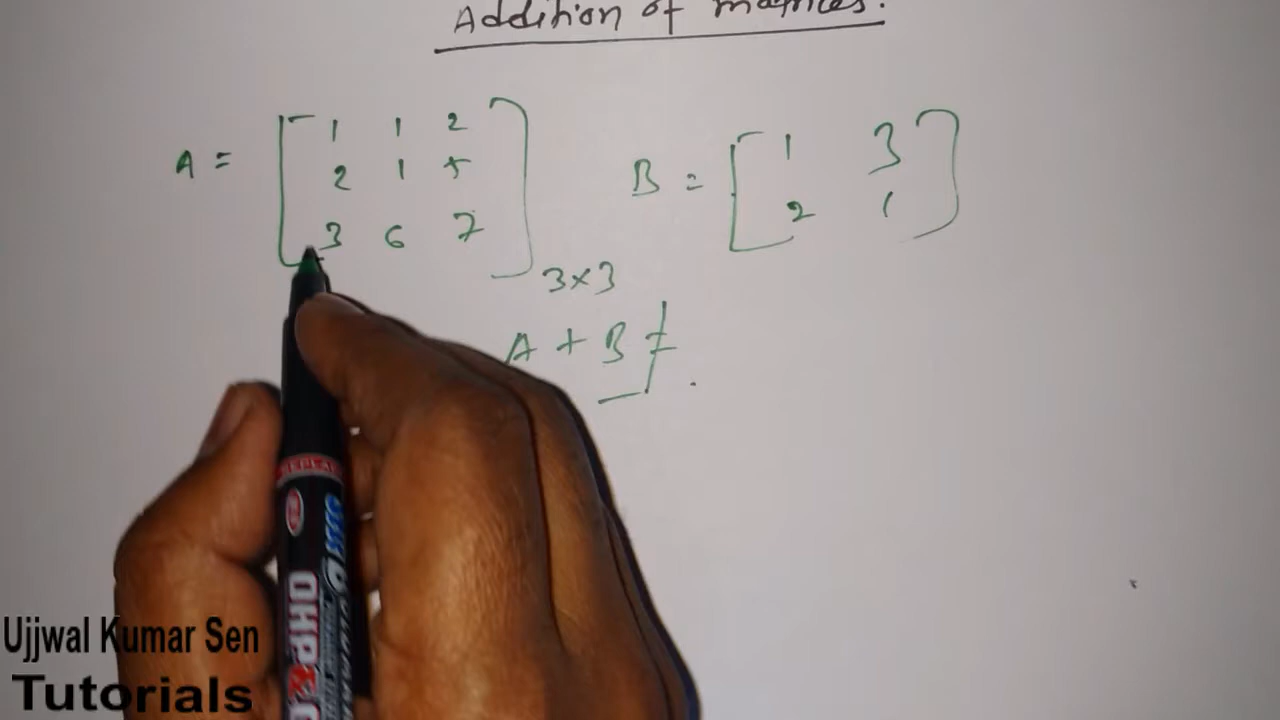 Addition of matrices.
A = [ 1 1 2
2 1 5
3 6 7 ] 3×3
B = [ 1 3
2 1 ]
A + B ≠
Ujjwal Kumar Sen
Tutorials
OHP